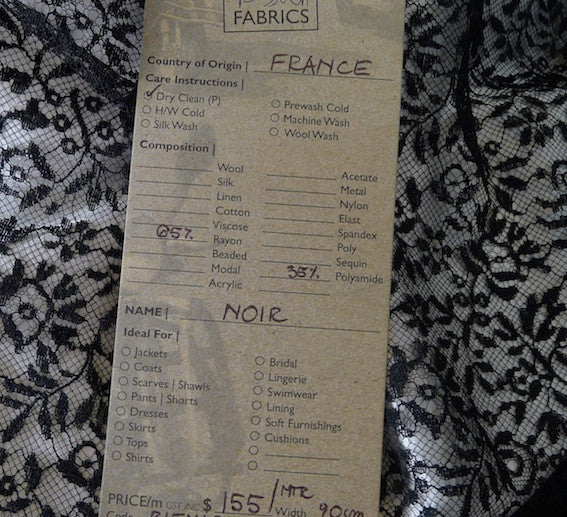 FABRICS
Country of Origin | FRANCE
Care Instructions |
Dry Clean (P)
H/W Cold
Silk Wash
Prewash Cold
Machine Wash
Wool Wash
Composition |
Wool
Silk
Linen
Cotton
65% Viscose
Rayon
Beaded
Modal
Acrylic
Acetate
Metal
Nylon
Elast
Spandex
Poly
Sequin
35% Polyamide
NAME | NOIR
Ideal For |
Jackets
Coats
Scarves | Shawls
Pants | Shorts
Dresses
Skirts
Tops
Shirts
Bridal
Lingerie
Swimwear
Lining
Soft Furnishings
Cushions
PRICE/m GST INC $ 155/MTR Width 90cm
Code